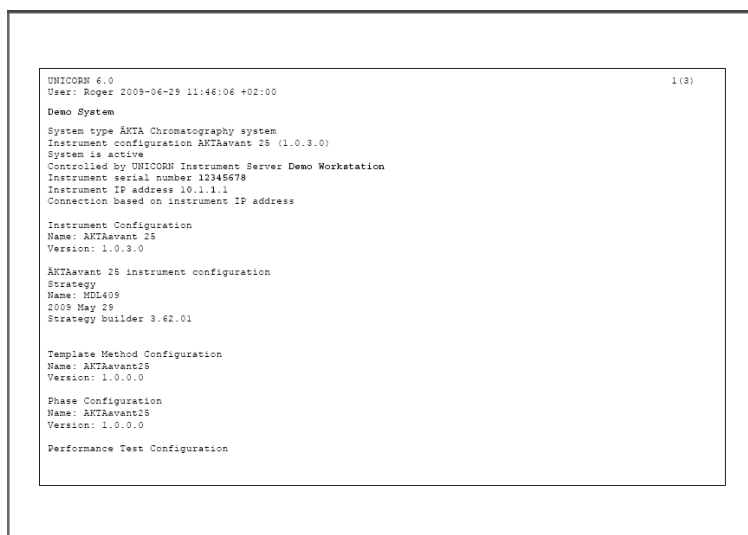 UNICORN 6.0 1(3)
User: Roger 2009-06-29 11:46:06 +02:00
Demo System
System type ÄKTA Chromatography system
Instrument configuration AKTAavant 25 (1.0.3.0)
System is active
Controlled by UNICORN Instrument Server Demo Workstation
Instrument serial number 12345678
Instrument IP address 10.1.1.1
Connection based on instrument IP address
Instrument Configuration
Name: AKTAavant 25
Version: 1.0.3.0
ÄKTAavant 25 instrument configuration
Strategy
Name: MDL409
2009 May 29
Strategy builder 3.62.01
Template Method Configuration
Name: AKTAavant25
Version: 1.0.0.0
Phase Configuration
Name: AKTAavant25
Version: 1.0.0.0
Performance Test Configuration